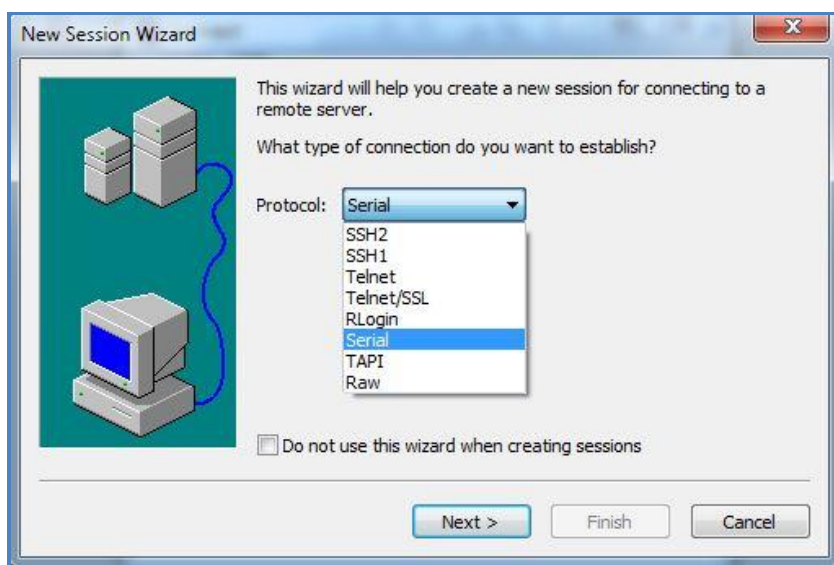 New Session Wizard
This wizard will help you create a new session for connecting to a
remote server.
What type of connection do you want to establish?
Protocol: Serial
SSH2
SSH1
Telnet
Telnet/SSL
RLogin
Serial
TAPI
Raw
Do not use this wizard when creating sessions
Next > Finish Cancel